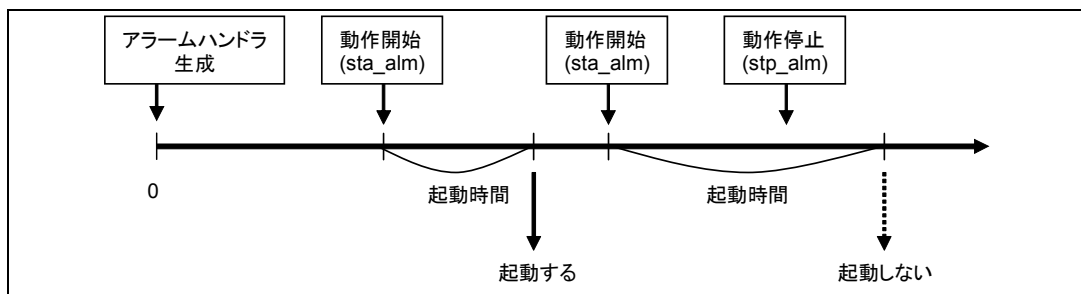 アラームハンドラ
生成
動作開始
(sta_alm)
動作開始
(sta_alm)
動作停止
(stp_alm)
0
起動時間
起動時間
起動する
起動しない